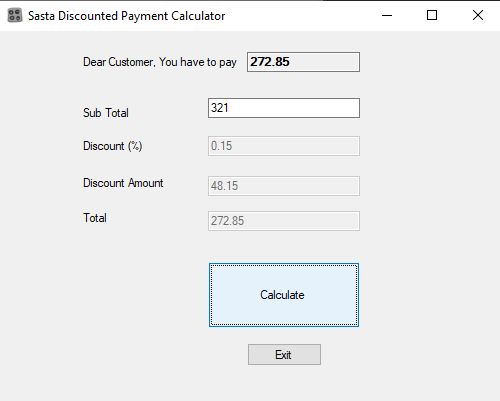 Sasta Discounted Payment Calculator
Dear Customer, You have to pay 272.85
Sub Total 321
Discount (%) 0.15
Discount Amount 48.15
Total 272.85
Calculate
Exit